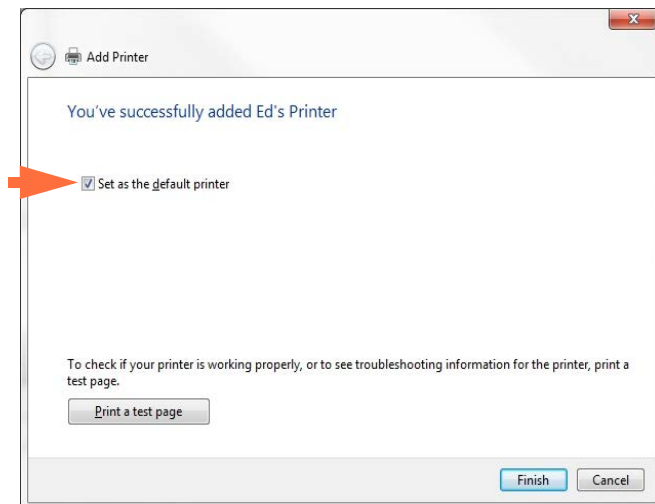 Add Printer
You've successfully added Ed's Printer
Set as the default printer
To check if your printer is working properly, or to see troubleshooting information for the printer, print a
test page.
Print a test page
Finish Cancel